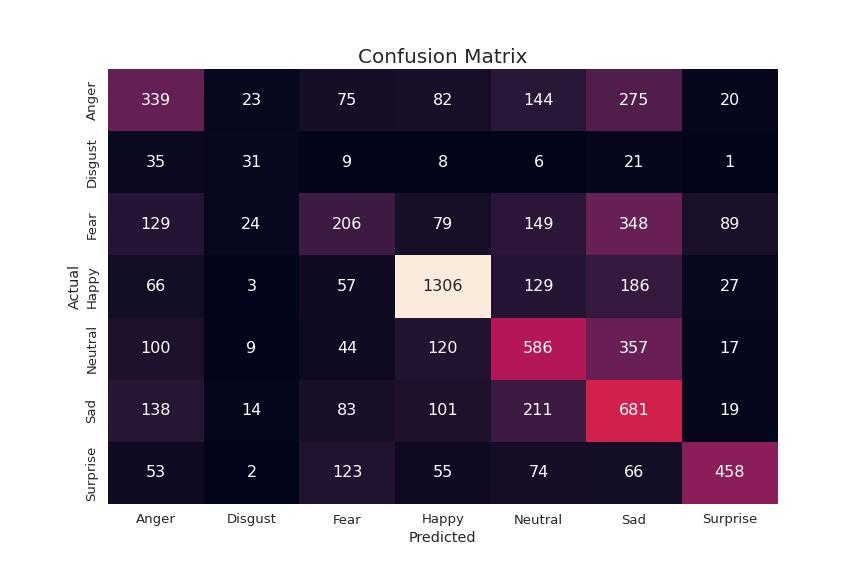 Confusion Matrix
Anger 339 23 75 82 144 275 20
Disgust 35 31 9 8 6 21 1
Fear 129 24 206 79 149 348 89
Actual
Happy 66 3 57 1306 129 186 27
Neutral 100 9 44 120 586 357 17
Sad 138 14 83 101 211 681 19
Surprise 53 2 123 55 74 66 458
Anger Disgust Fear Happy Neutral Sad Surprise
Predicted